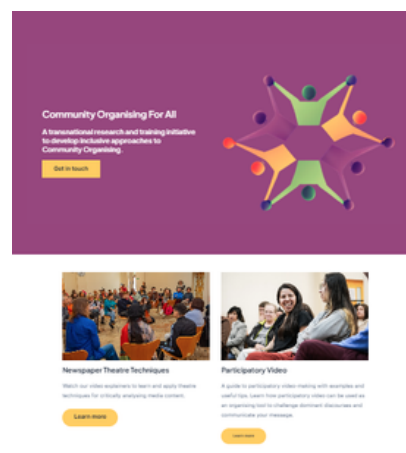 Community Organising For All
A transnational research and training initiative
to develop inclusive approaches to
Community Organising.
Get in touch
Newspaper Theatre Techniques
Watch our video explainers to learn and apply theatre
techniques for critically analysing media content.
Learn more
Participatory Video
A guide to participatory video-making with examples and
useful tips. Learn how participatory video can be used as
an organising tool to challenge dominant discourses and
communicate your message.
Learn more